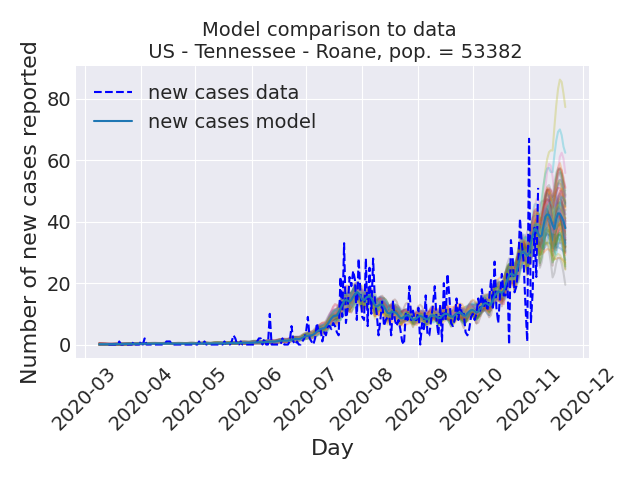 Model comparison to data
US - Tennessee - Roane, pop. = 53382
Number of new cases reported
80
60
40
20
0
new cases data
new cases model
2020-03
2020-04
2020-05
2020-06
2020-07
2020-08
2020-09
2020-10
2020-11
2020-12
Day